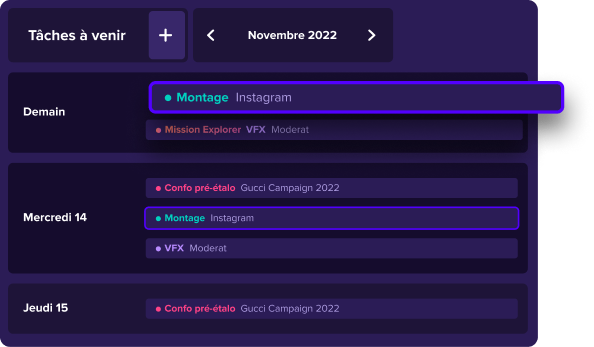 Tâches à venir +
Novembre 2022
Demain
Montage Instagram
Mission Explorer VFX Moderat
Mercredi 14
Confo pré-étalo Gucci Campaign 2022
Montage Instagram
VFX Moderat
Jeudi 15
Confo pré-étalo Gucci Campaign 2022